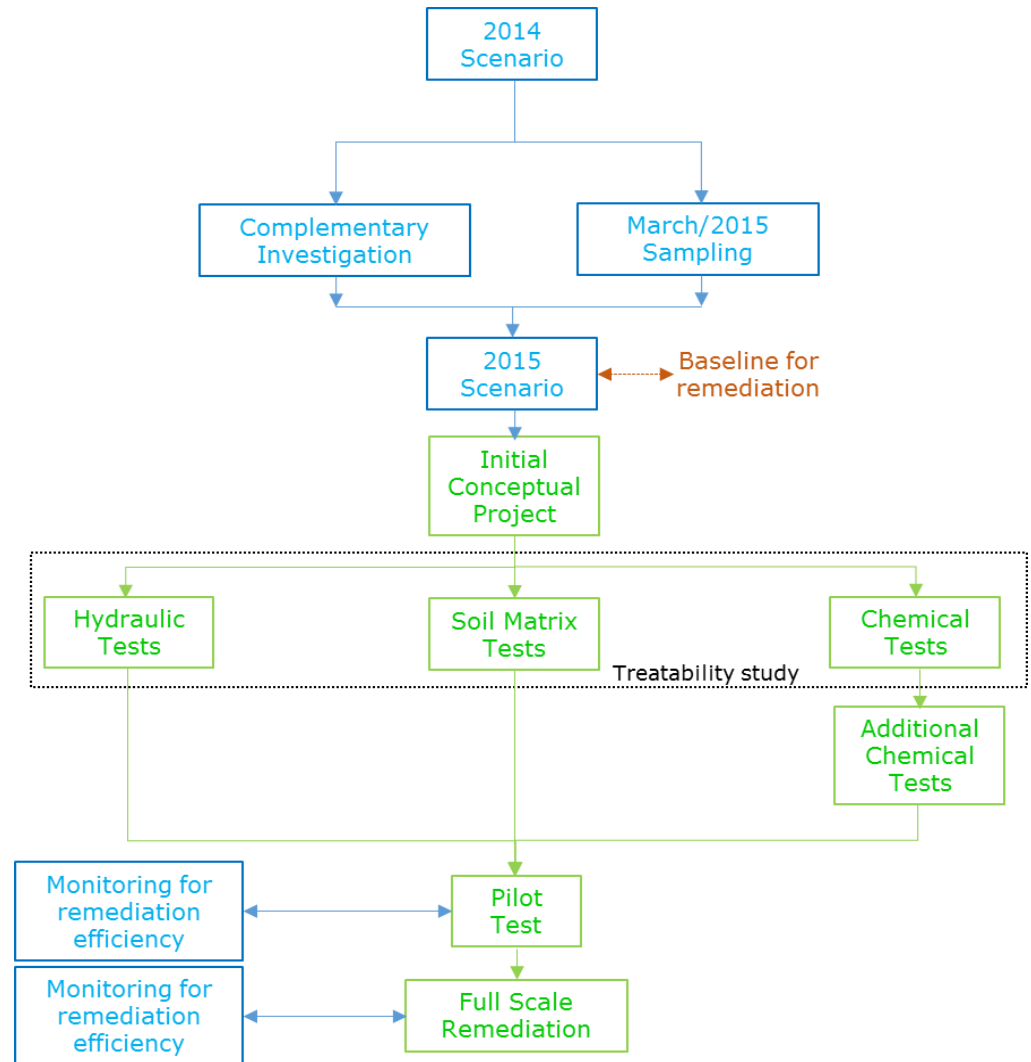 2014
Scenario
Complementary
Investigation
March/2015
Sampling
2015
Scenario
Baseline for
remediation
Initial
Conceptual
Project
Hydraulic
Tests
Soil Matrix
Tests
Chemical
Tests
Treatability study
Additional
Chemical
Tests
Monitoring for
remediation
efficiency
Pilot
Test
Monitoring for
remediation
efficiency
Full Scale
Remediation